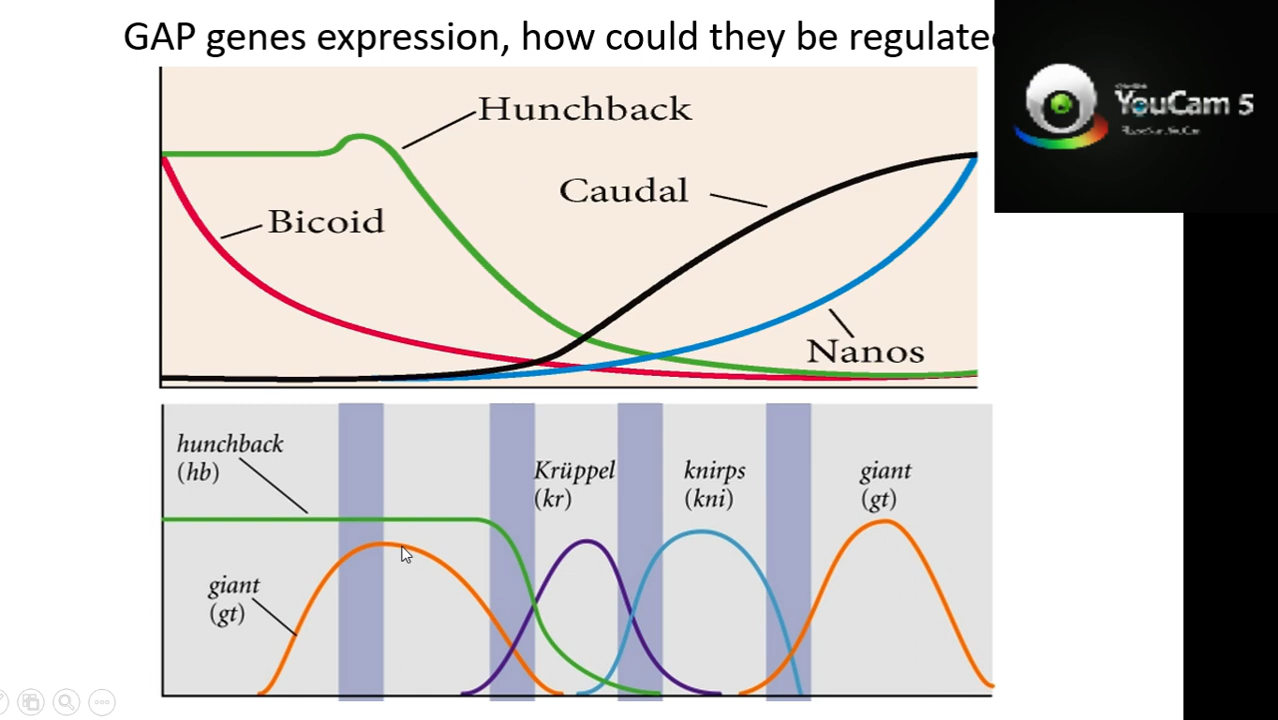 GAP genes expression, how could they be regulate
YouCam 5
Hunchback
Caudal
Bicoid
Nanos
hunchback
(hb)
Krüppel
(kr)
knirps
(kni)
giant
(gt)
giant
(gt)